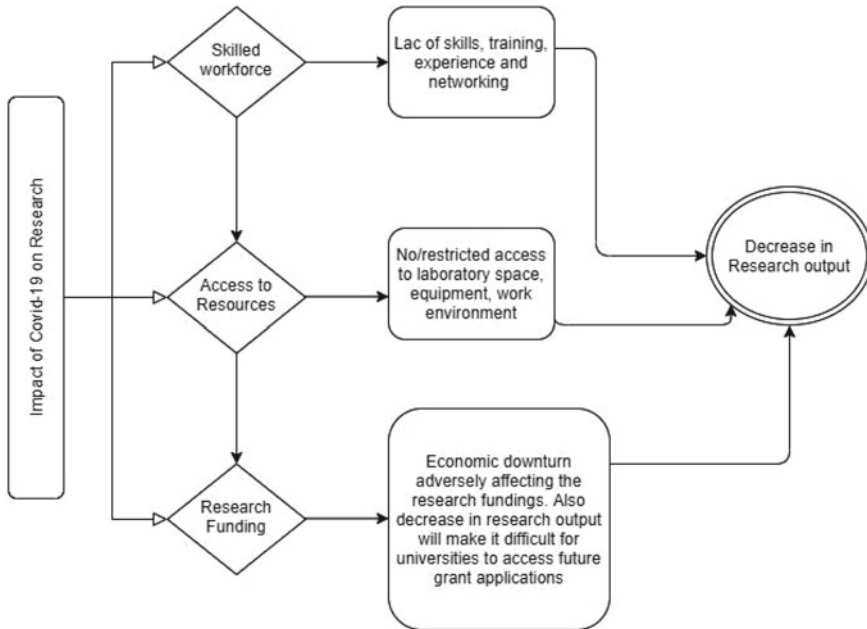 Impact of Covid-19 on Research
Skilled
workforce
Lac of skills, training,
experience and
networking
Access to
Resources
No/restricted access
to laboratory space,
equipment, work
environment
Decrease in
Research output
Research
Funding
Economic downturn
adversely affecting the
research fundings. Also
decrease in research output
will make it difficult for
universities to access future
grant applications